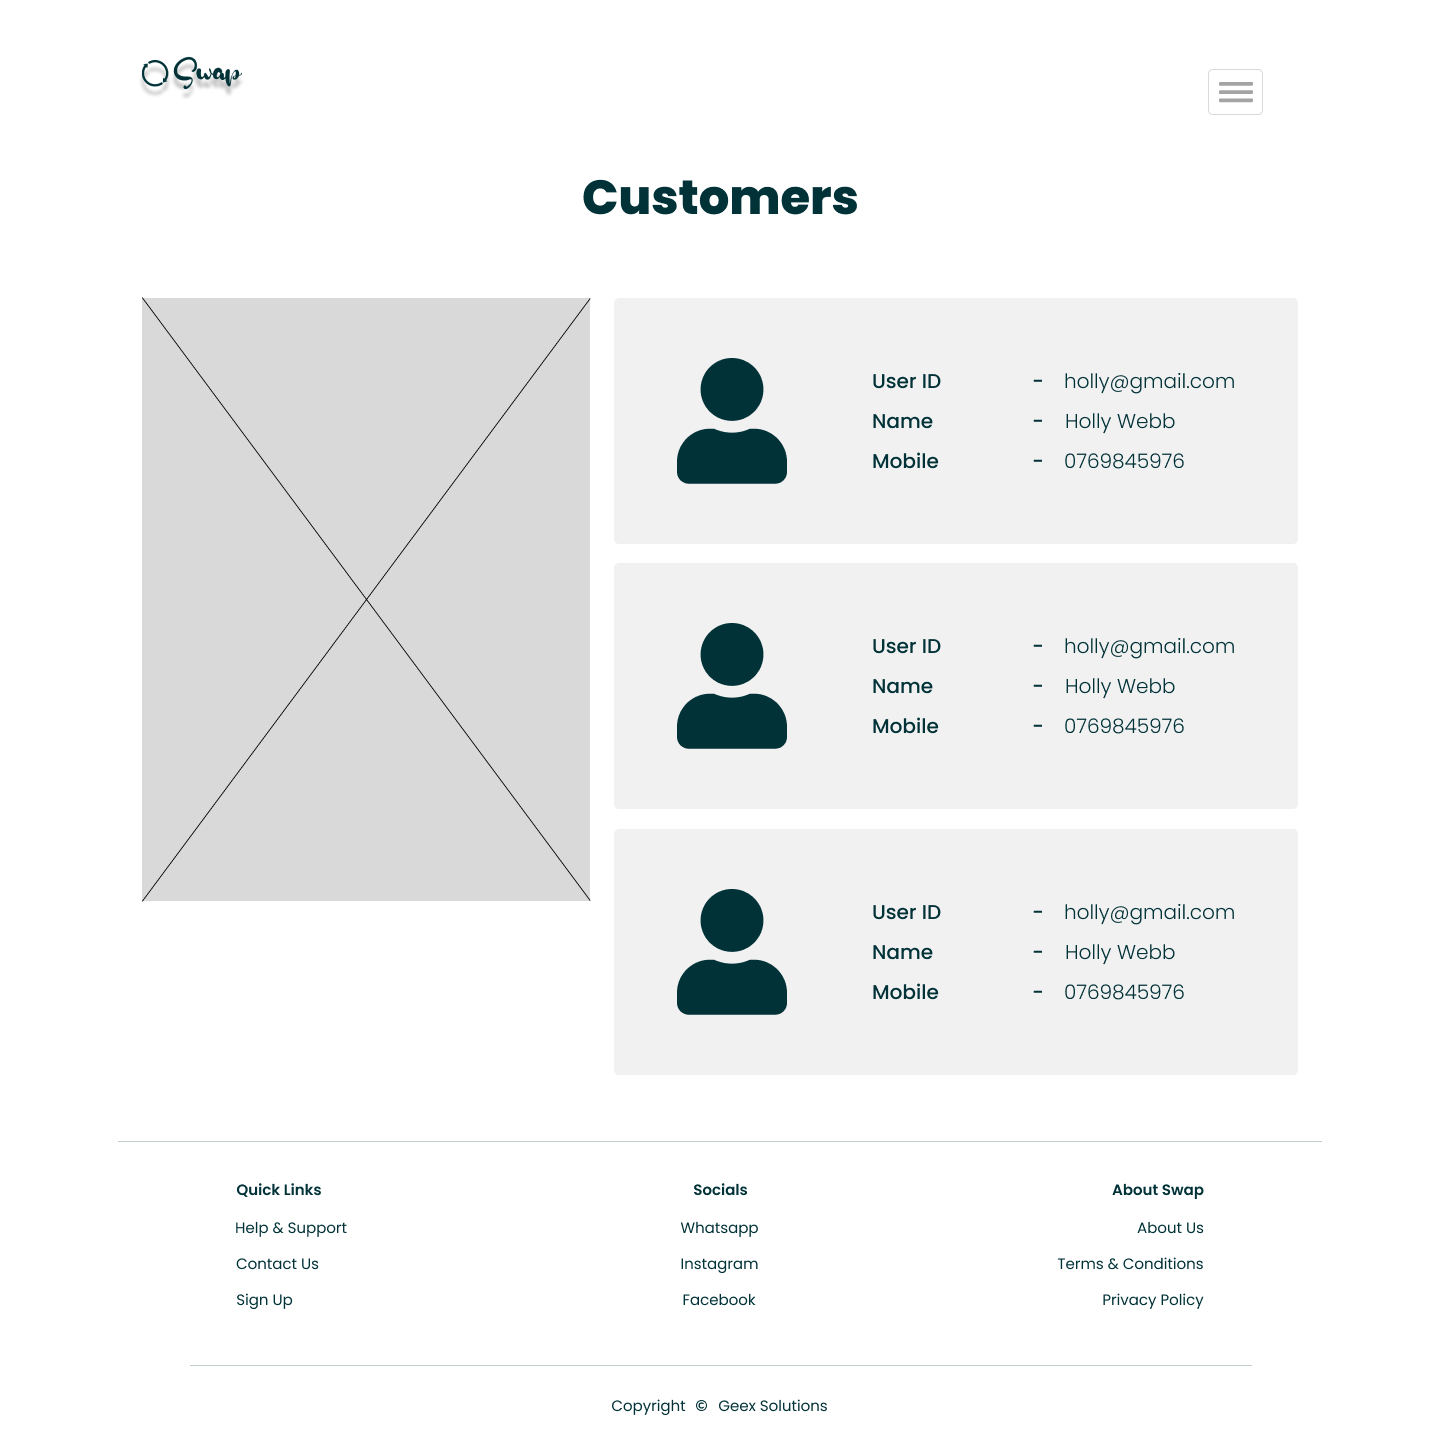 Swap
Customers
User ID - holly@gmail.com
Name - Holly Webb
Mobile - 0769845976
User ID - holly@gmail.com
Name - Holly Webb
Mobile - 0769845976
User ID - holly@gmail.com
Name - Holly Webb
Mobile - 0769845976
Quick Links
Help & Support
Contact Us
Sign Up
Socials
Whatsapp
Instagram
Facebook
About Swap
About Us
Terms & Conditions
Privacy Policy
Copyright © Geex Solutions